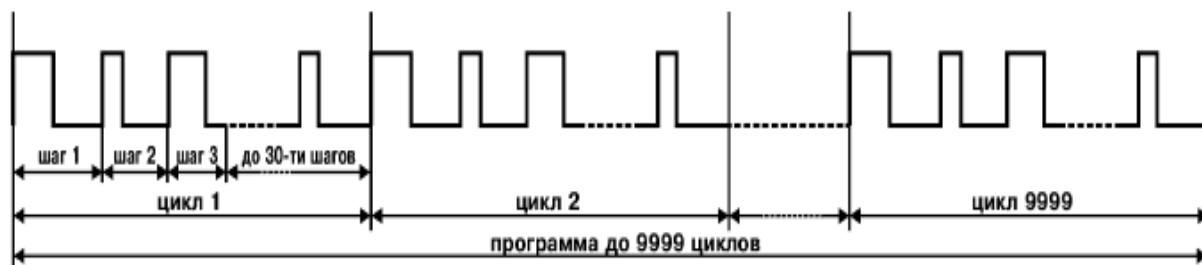 шаг 1 шаг 2 шаг 3 до 30-ти шагов
цикл 1 цикл 2 цикл 9999
программа до 9999 циклов